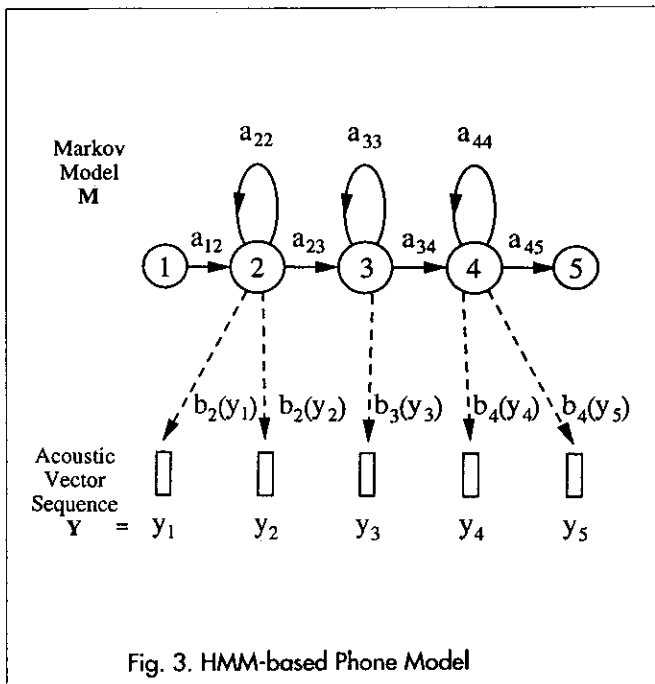 a22 a33 a44
Markov
Model
M
a12 a23 a34 a45
1 2 3 4 5
b2(y1) b2(y2) b3(y3) b4(y4) b4(y5)
Acoustic
Vector
Sequence
Y = y1 y2 y3 y4 y5
Fig. 3. HMM-based Phone Model